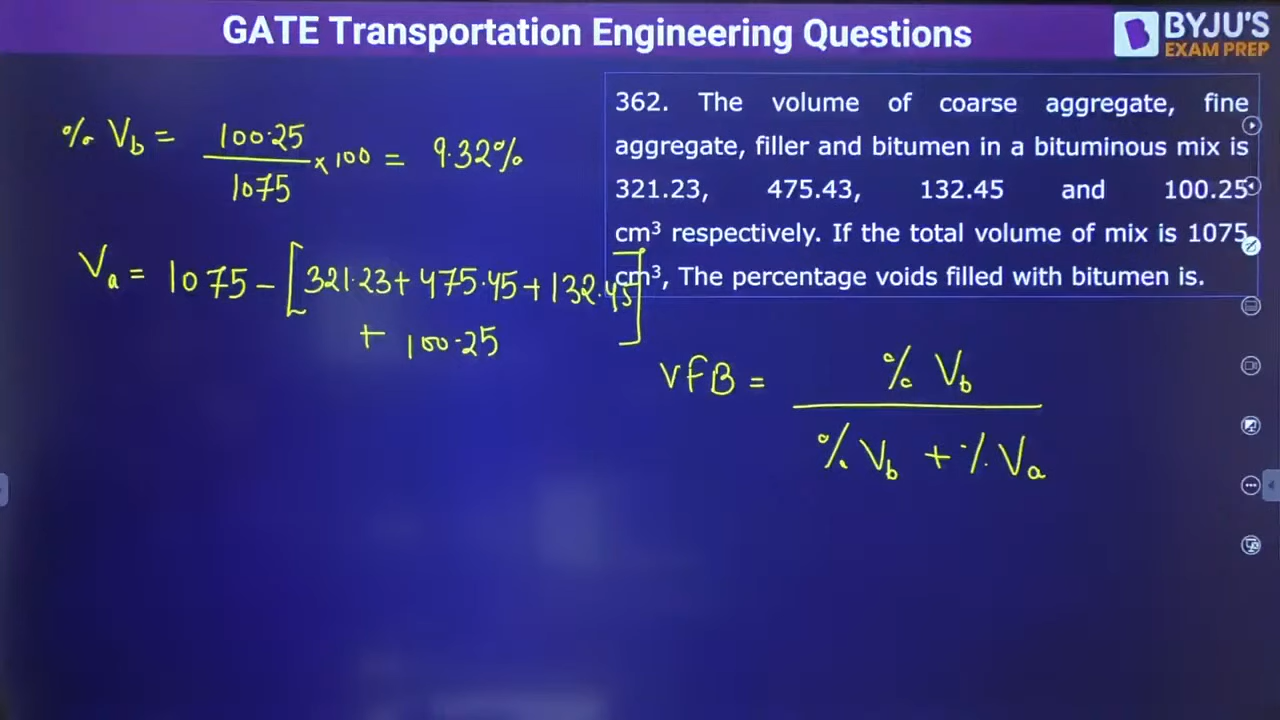 GATE Transportation Engineering Questions
BYJU'S
EXAM PREP
362. The volume of coarse aggregate, fine
aggregate, filler and bitumen in a bituminous mix is
321.23, 475.43, 132.45 and 100.25
cm³ respectively. If the total volume of mix is 1075
cm³, The percentage voids filled with bitumen is.
% Vb = 100.25 / 1075 × 100 = 9.32%
Va = 1075 - [321.23 + 475.45 + 132.45
+ 100.25]
VFB = % Vb / % Vb + % Va